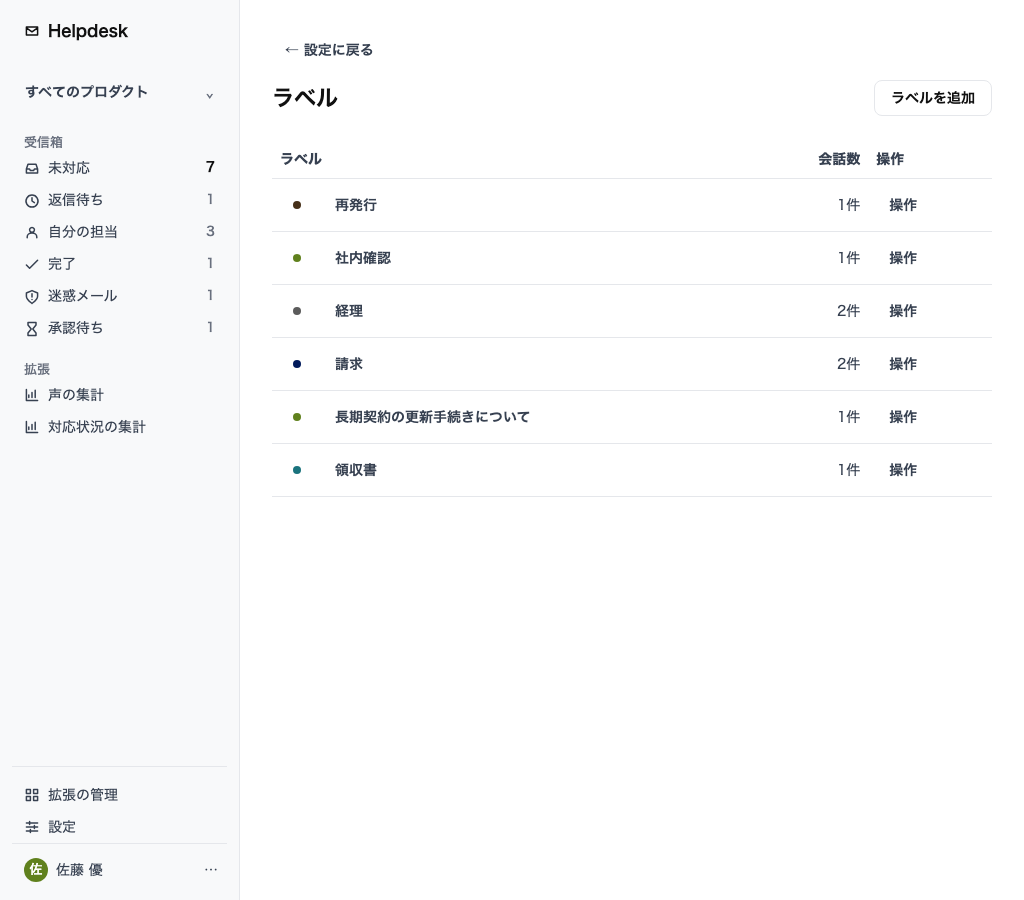 Helpdesk
すべてのプロダクト
受信箱
未対応 7
返信待ち 1
自分の担当 3
完了 1
迷惑メール 1
承認待ち 1
拡張
声の集計
対応状況の集計
拡張の管理
設定
佐 佐藤 優 ...
← 設定に戻る
ラベル ラベルを追加
ラベル 会話数 操作
再発行 1件 操作
社内確認 1件 操作
経理 2件 操作
請求 2件 操作
長期契約の更新手続きについて 1件 操作
領収書 1件 操作